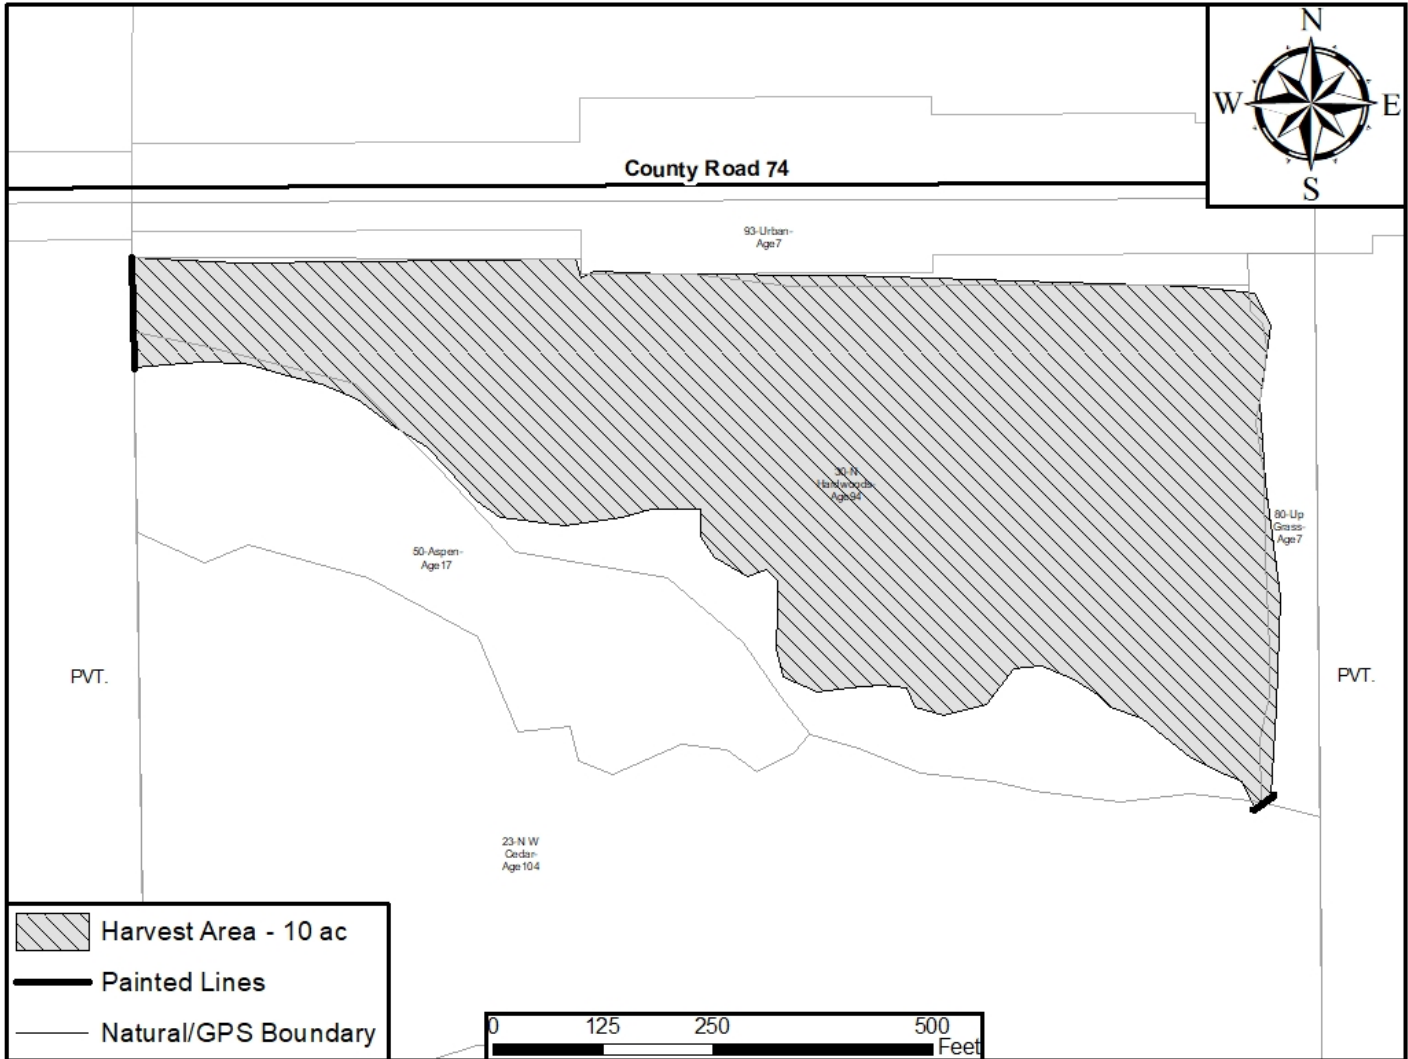 N
W E
S
County Road 74
93-Urban-
Age7
30-N
Hardwoods-
Age94
80-Up
Grass-
Age7
50-Aspen-
Age17
PVT.
PVT.
23-N W
Cedar-
Age104
Harvest Area - 10 ac
Painted Lines
Natural/GPS Boundary
0 125 250 500
Feet